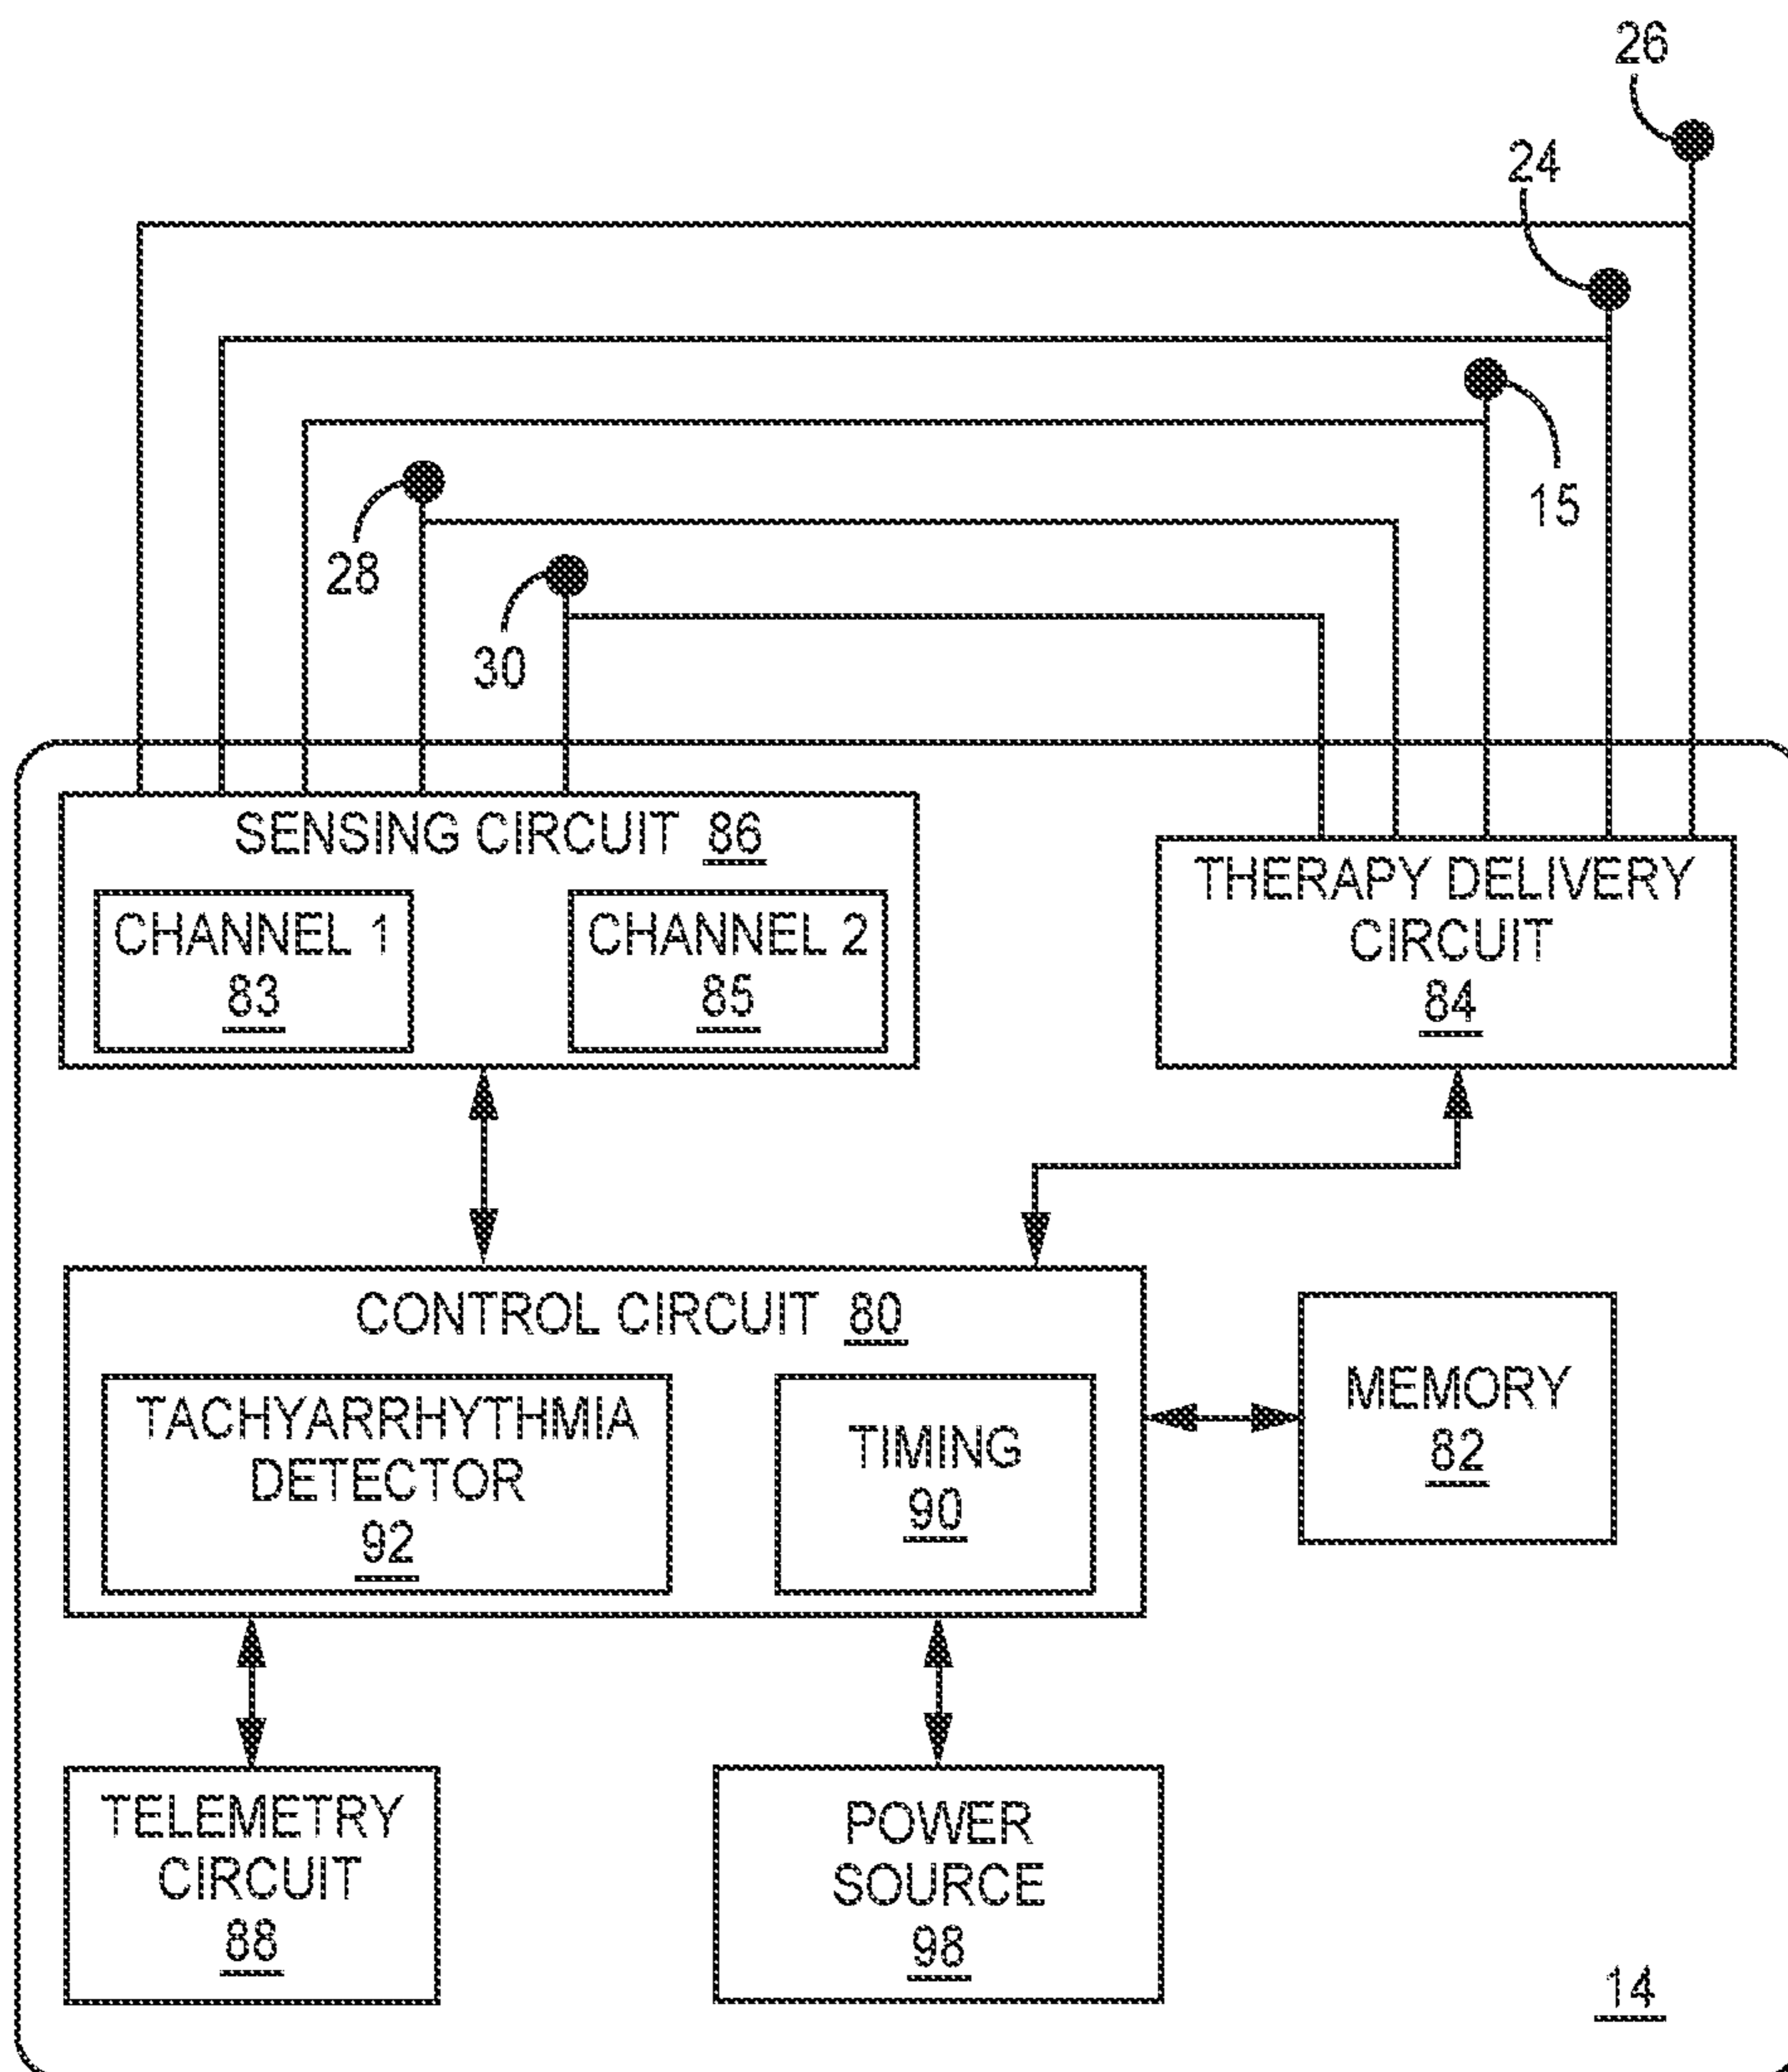 26
24
15
28
30
SENSING CIRCUIT 86
CHANNEL 1
83
CHANNEL 2
85
THERAPY DELIVERY
CIRCUIT
84
CONTROL CIRCUIT 80
TACHYARRHYTHMIA
DETECTOR
92
TIMING
90
MEMORY
82
TELEMETRY
CIRCUIT
88
POWER
SOURCE
98
14